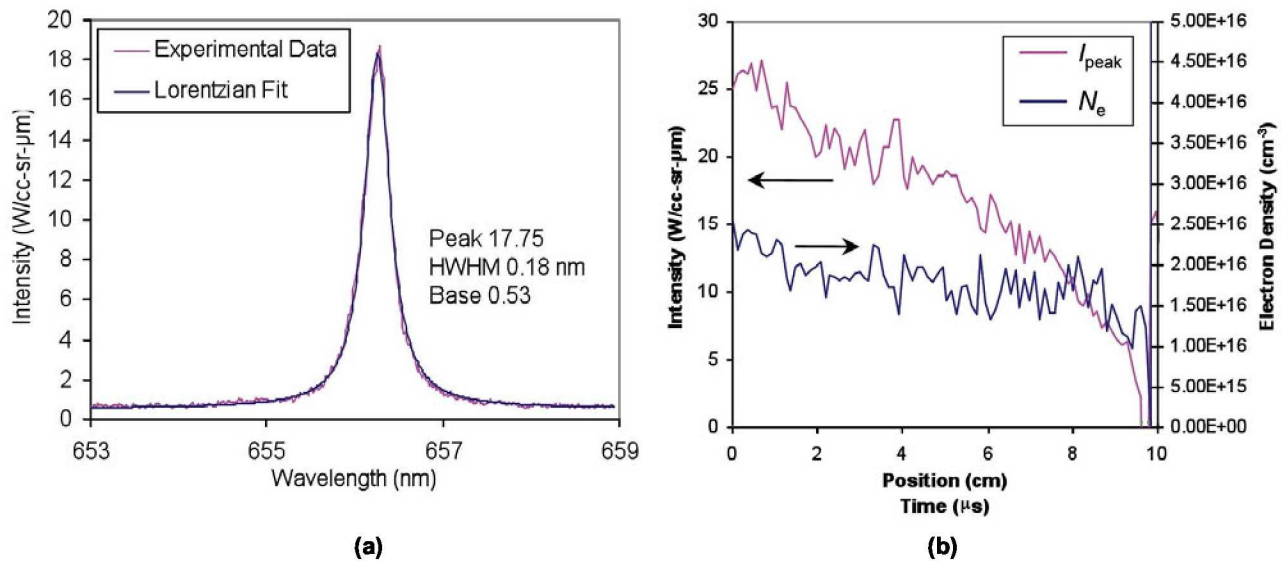 20
18
16
14
12
10
8
6
4
2
0
Intensity (W/cc-sr-µm)
Experimental Data
Lorentzian Fit
Peak 17.75
HWHM 0.18 nm
Base 0.53
653
655
657
659
Wavelength (nm)
(a)
30
25
20
15
10
5
0
Intensity (W/cc-sr-µm)
Ipeak
Ne
5.00E+16
4.50E+16
4.00E+16
3.50E+16
3.00E+16
2.50E+16
2.00E+16
1.50E+16
1.00E+16
5.00E+15
0.00E+00
Electron Density (cm-3)
0
2
4
6
8
10
Position (cm)
Time (µs)
(b)